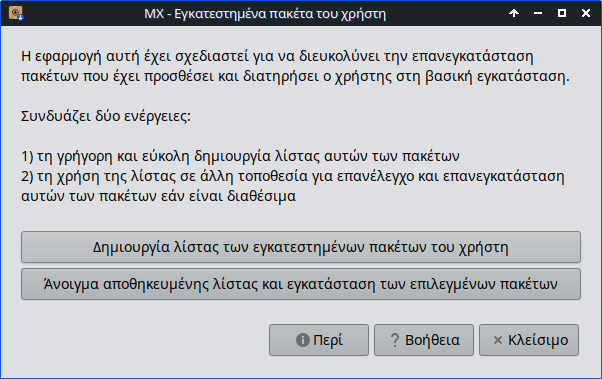 MX - Εγκατεστημένα πακέτα του χρήστη
Η εφαρμογή αυτή έχει σχεδιαστεί για να διευκολύνει την επανεγκατάσταση
πακέτων που έχει προσθέσει και διατηρήσει ο χρήστης στη βασική εγκατάσταση.
Συνδυάζει δύο ενέργειες:
1) τη γρήγορη και εύκολη δημιουργία λίστας αυτών των πακέτων
2) τη χρήση της λίστας σε άλλη τοποθεσία για επανέλεγχο και επανεγκατάσταση
αυτών των πακέτων εάν είναι διαθέσιμα
Δημιουργία λίστας των εγκατεστημένων πακέτων του χρήστη
Άνοιγμα αποθηκευμένης λίστας και εγκατάσταση των επιλεγμένων πακέτων
Περί
Βοήθεια
Κλείσιμο